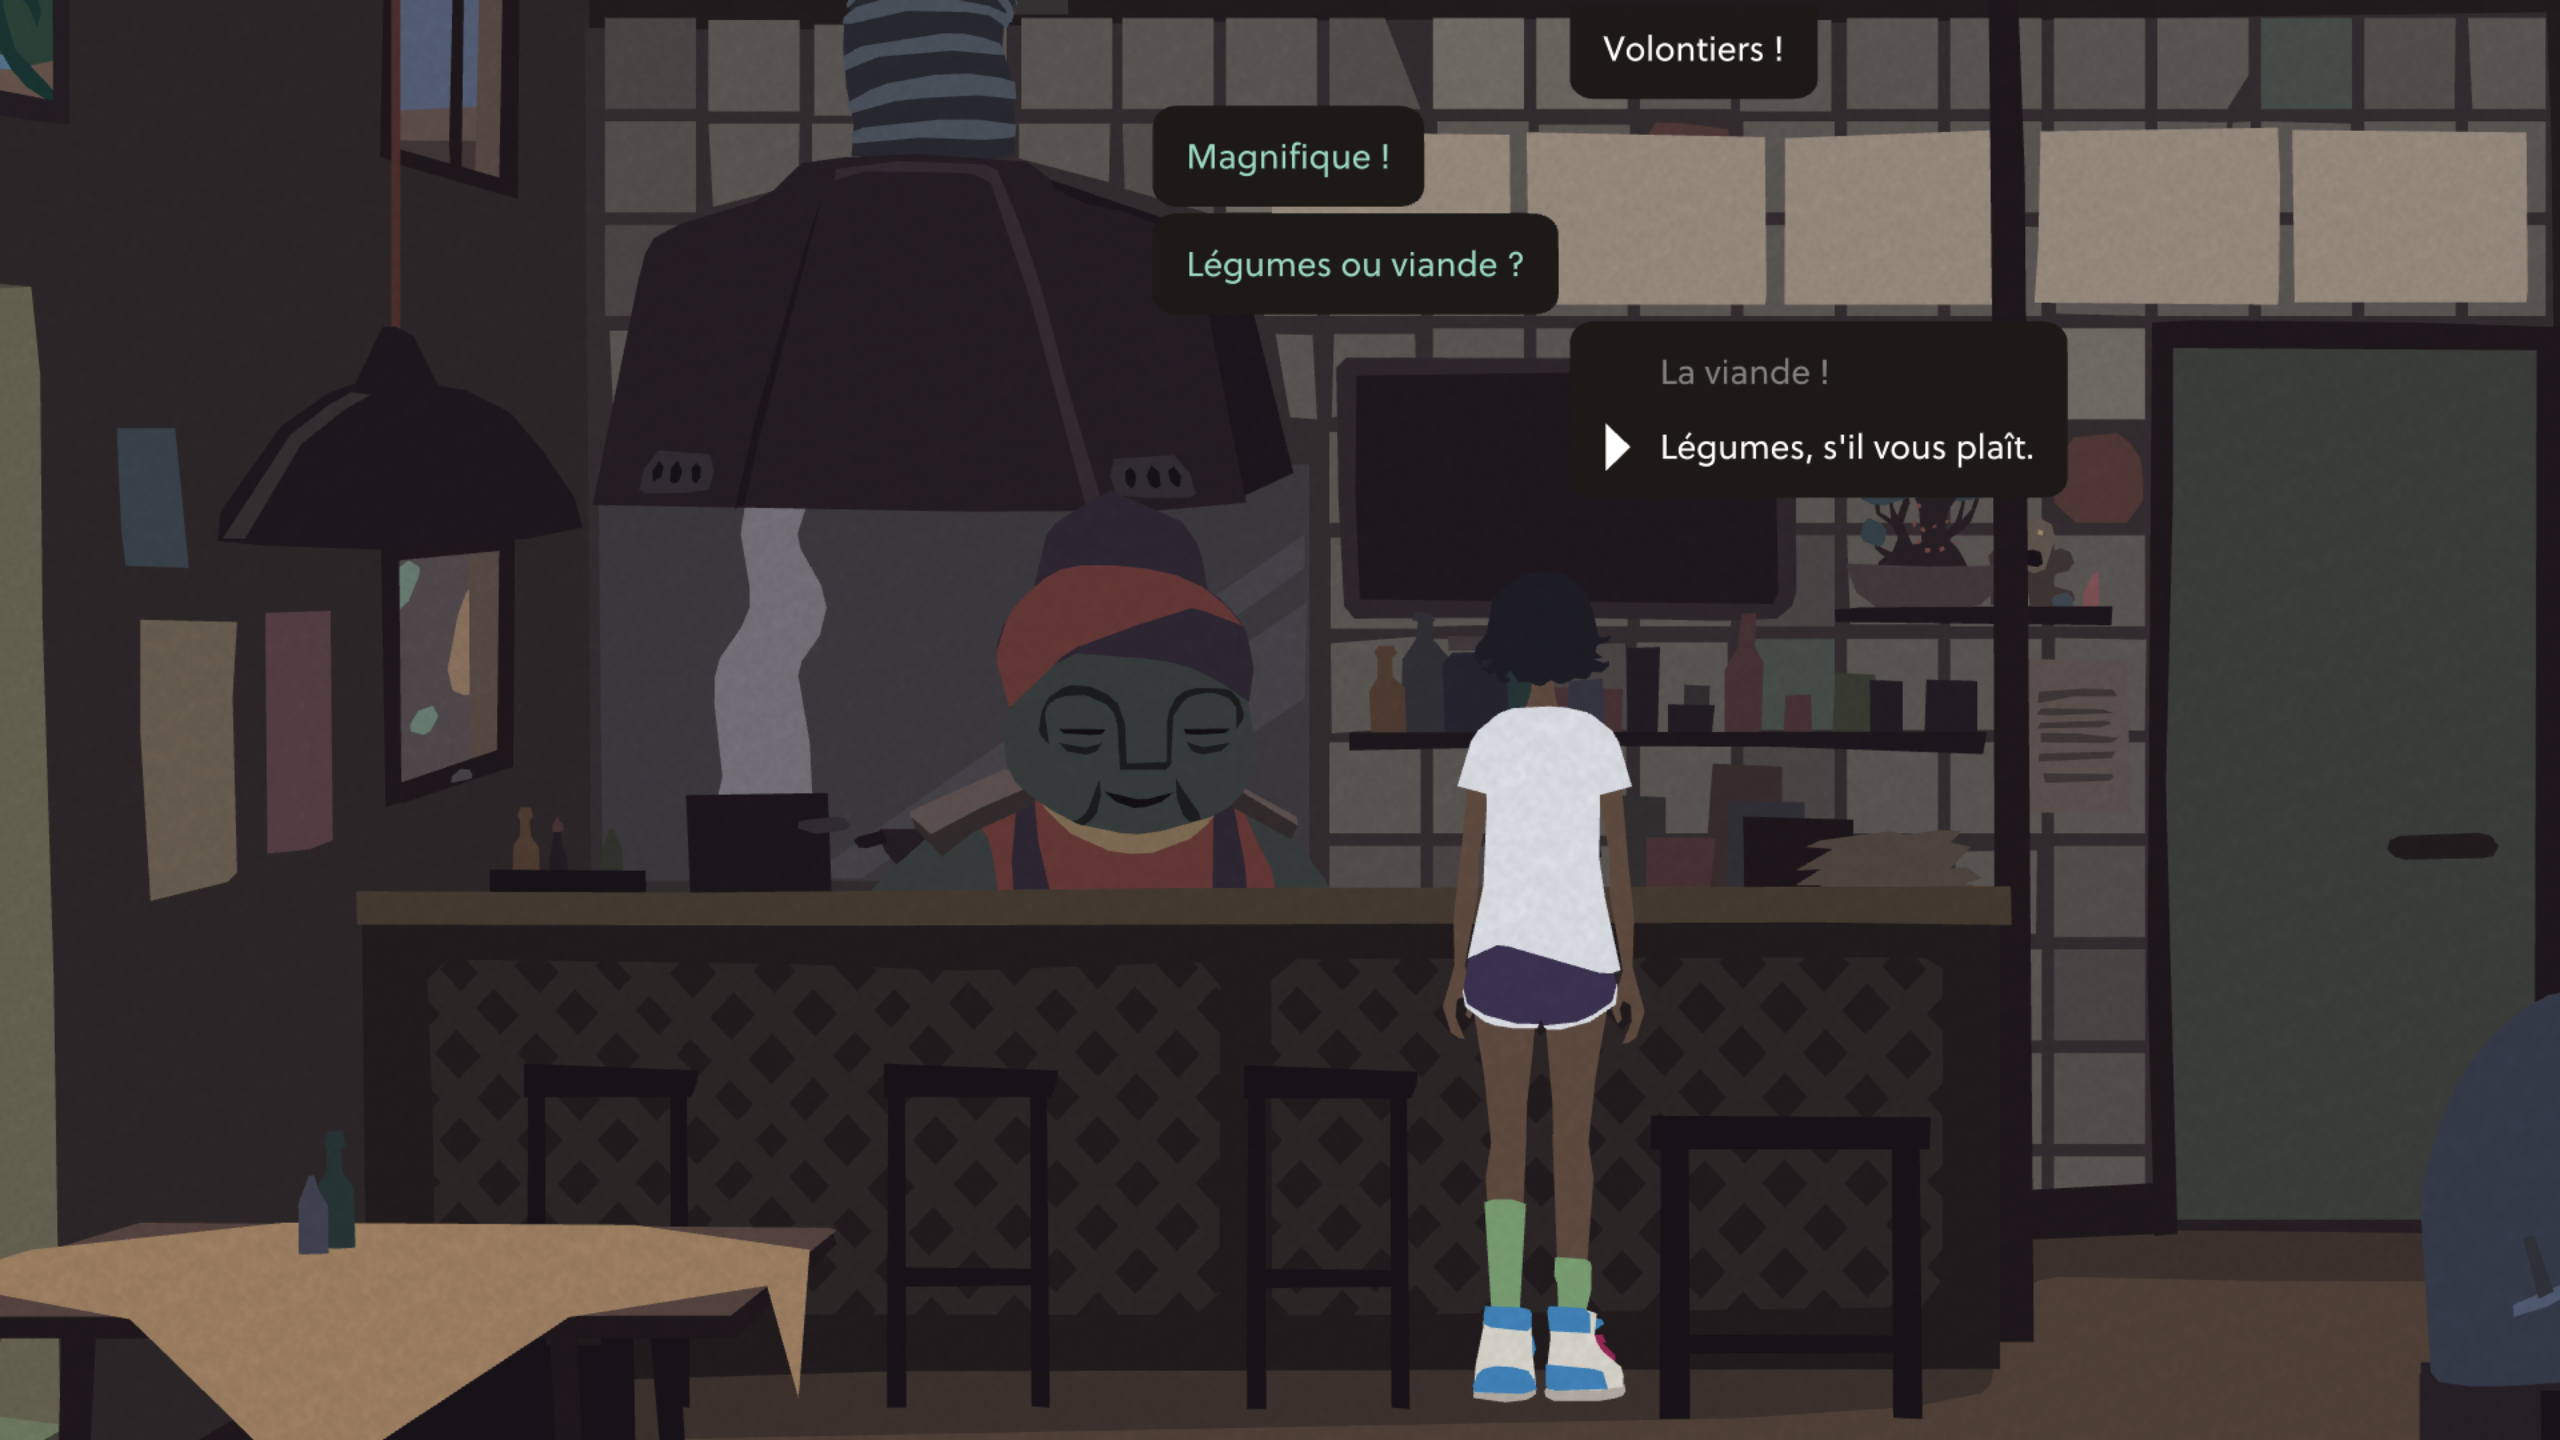 Volontiers !
Magnifique !
Légumes ou viande ?
La viande !
Légumes, s'il vous plaît.